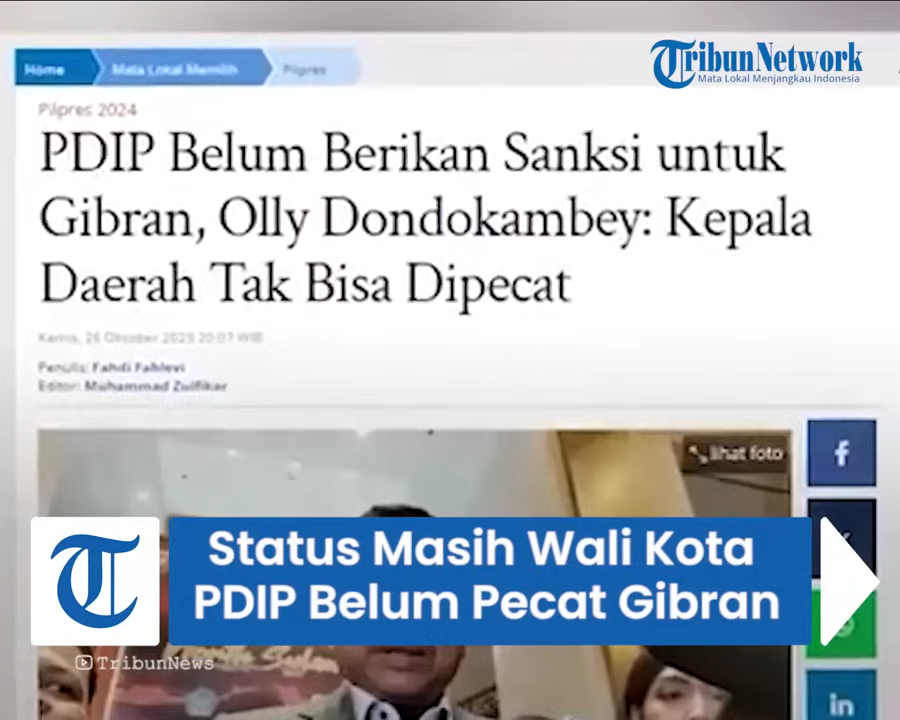 Home
Mata Lokal Memilih
Pilpres
TribunNetwork
Mata Lokal Menjangkau Indonesia
Pilpres 2024
PDIP Belum Berikan Sanksi untuk
Gibran, Olly Dondokambey: Kepala
Daerah Tak Bisa Dipecat
Kamis, 26 Oktober 2023 20:07 WIB
Penulis: Fahdi Fahlevi
Editor: Muhammad Zulfikar
lihat foto
f
T
Status Masih Wali Kota
PDIP Belum Pecat Gibran
TribunNews
in